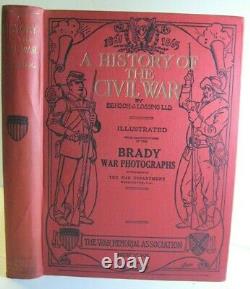 1861 1865
A HISTORY
OF THE
CIVIL WAR
BY
BENSON J. LOSSING LL.D.
ILLUSTRATED
BRADY
WAR PHOTOGRAPHS
THE WAR DEPARTMENT
THE WAR MEMORIAL ASSOCIATION